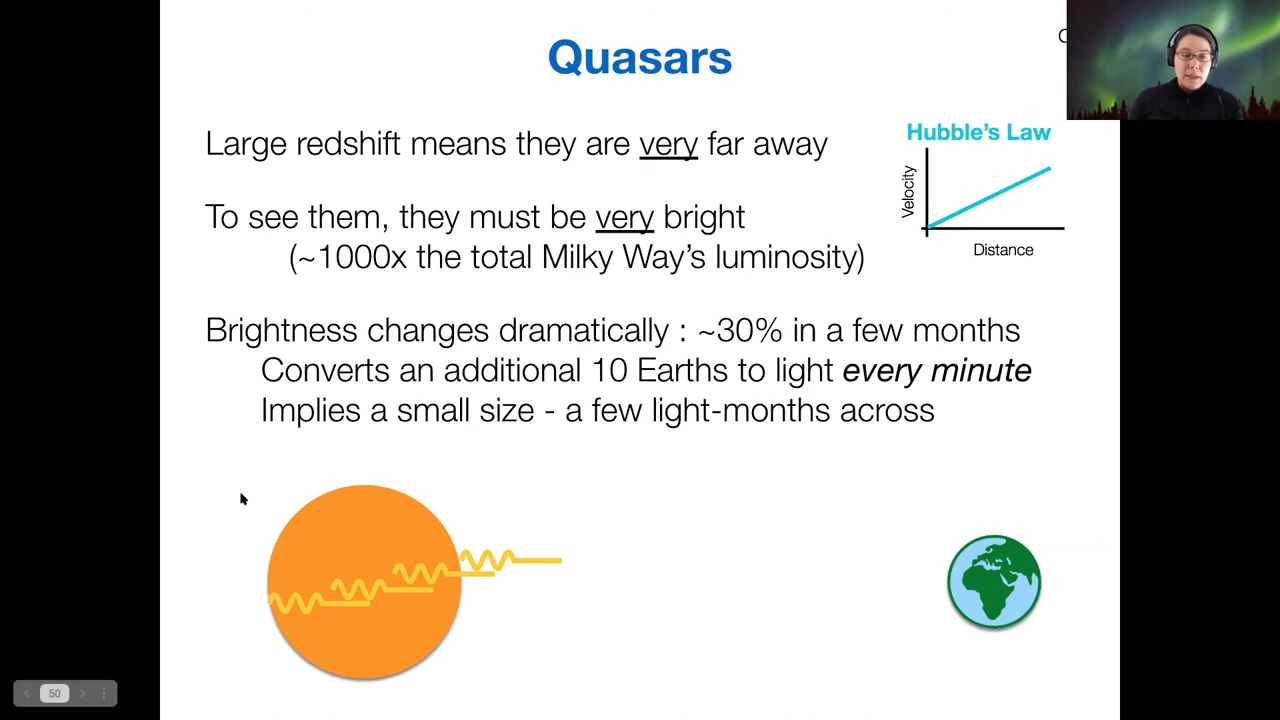 Quasars
Large redshift means they are very far away
To see them, they must be very bright
(~1000x the total Milky Way’s luminosity)
Brightness changes dramatically : ~30% in a few months
Converts an additional 10 Earths to light every minute
Implies a small size - a few light-months across
Hubble’s Law
Velocity
Distance
50